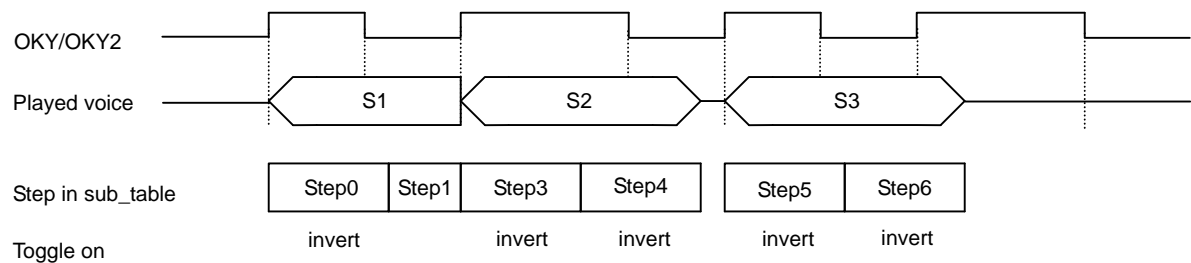 OKY/OKY2
Played voice S1 S2 S3
Step in sub_table Step0 Step1 Step3 Step4 Step5 Step6
Toggle on invert invert invert invert invert